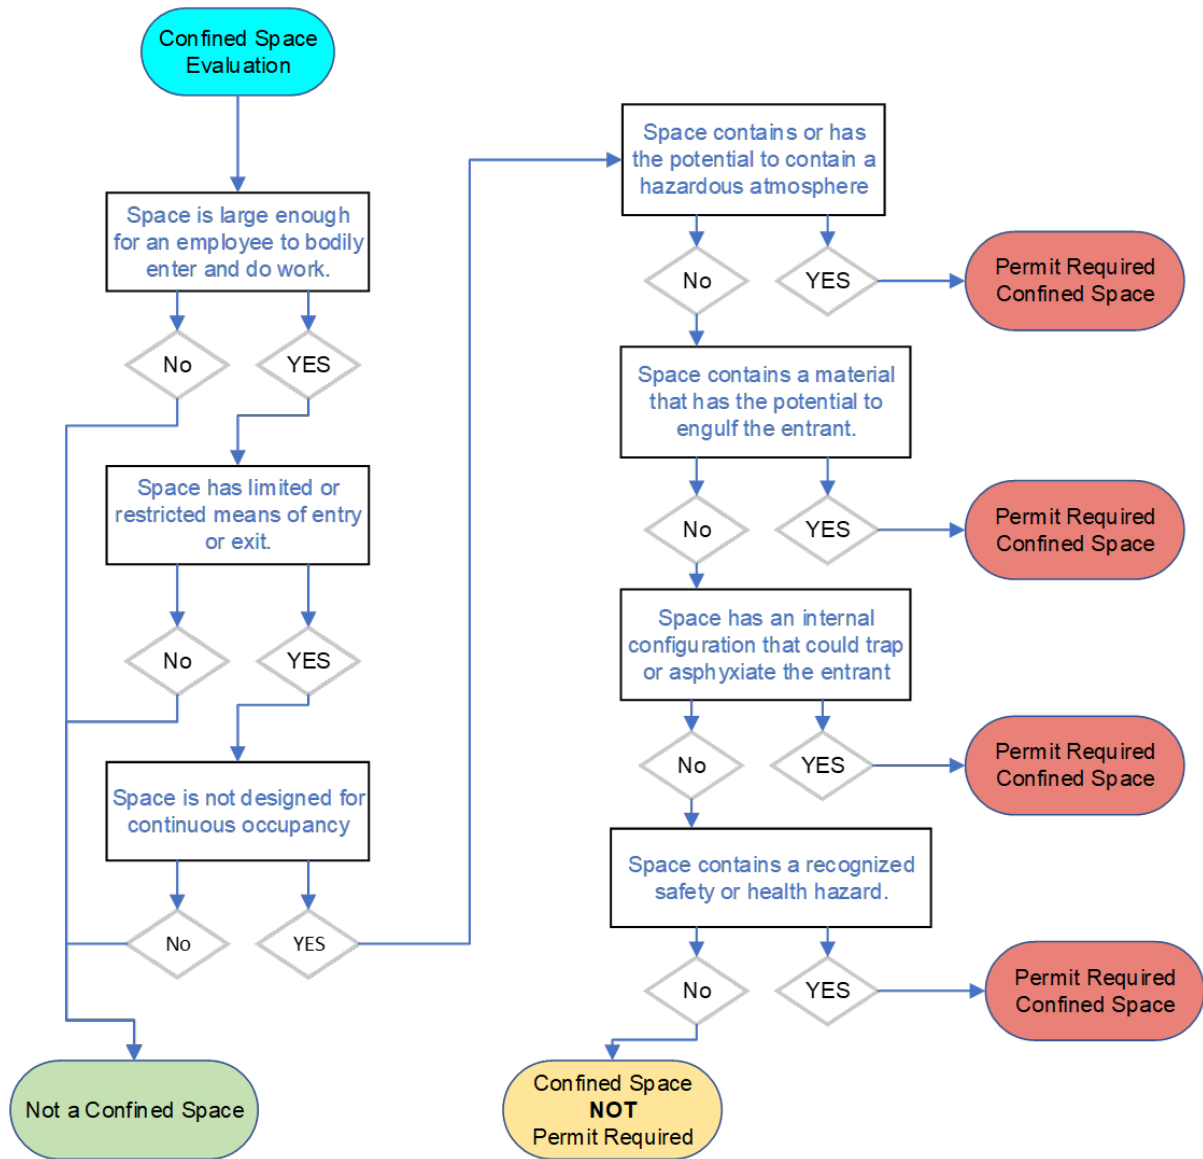 Confined Space
Evaluation
Space is large enough
for an employee to bodily
enter and do work.
No
YES
Space has limited or
restricted means of entry
or exit.
No
YES
Space is not designed for
continuous occupancy
No
YES
Not a Confined Space
Space contains or has
the potential to contain a
hazardous atmosphere
No
YES
Permit Required
Confined Space
Space contains a material
that has the potential to
engulf the entrant.
No
YES
Permit Required
Confined Space
Space has an internal
configuration that could trap
or asphyxiate the entrant
No
YES
Permit Required
Confined Space
Space contains a recognized
safety or health hazard.
No
YES
Permit Required
Confined Space
Confined Space
NOT
Permit Required